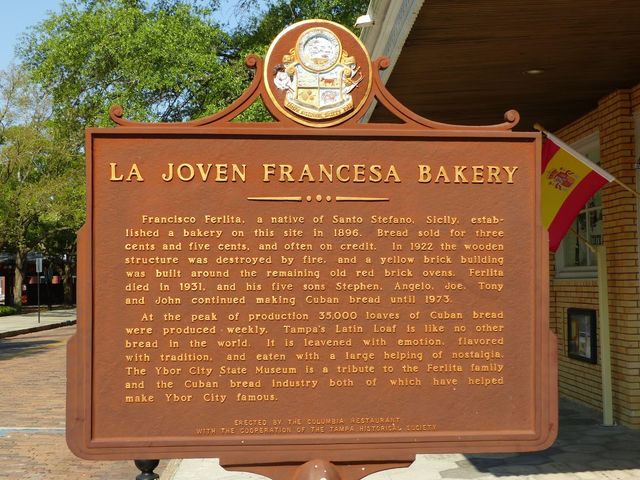 LA JOVEN FRANCESA BAKERY
Francisco Ferlita, a native of Santo Stefano, Sicily, estab-
lished a bakery on this site in 1896. Bread sold for three
cents and five cents, and often on credit. In 1922 the wooden
structure was destroyed by fire, and a yellow brick building
was built around the remaining old red brick ovens. Ferlita
died in 1931, and his five sons Stephen, Angelo, Joe, Tony
and John continued making Cuban bread until 1973.
At the peak of production 35,000 loaves of Cuban bread
were produced weekly. Tampa's Latin Loaf is like no other
bread in the world. It is leavened with emotion, flavored
with tradition, and eaten with a large helping of nostalgia.
The Ybor City State Museum is a tribute to the Ferlita family
and the Cuban bread industry both of which have helped
make Ybor City famous.
ERECTED BY THE COLUMBIA RESTAURANT
WITH THE COOPERATION OF THE TAMPA HISTORICAL SOCIETY